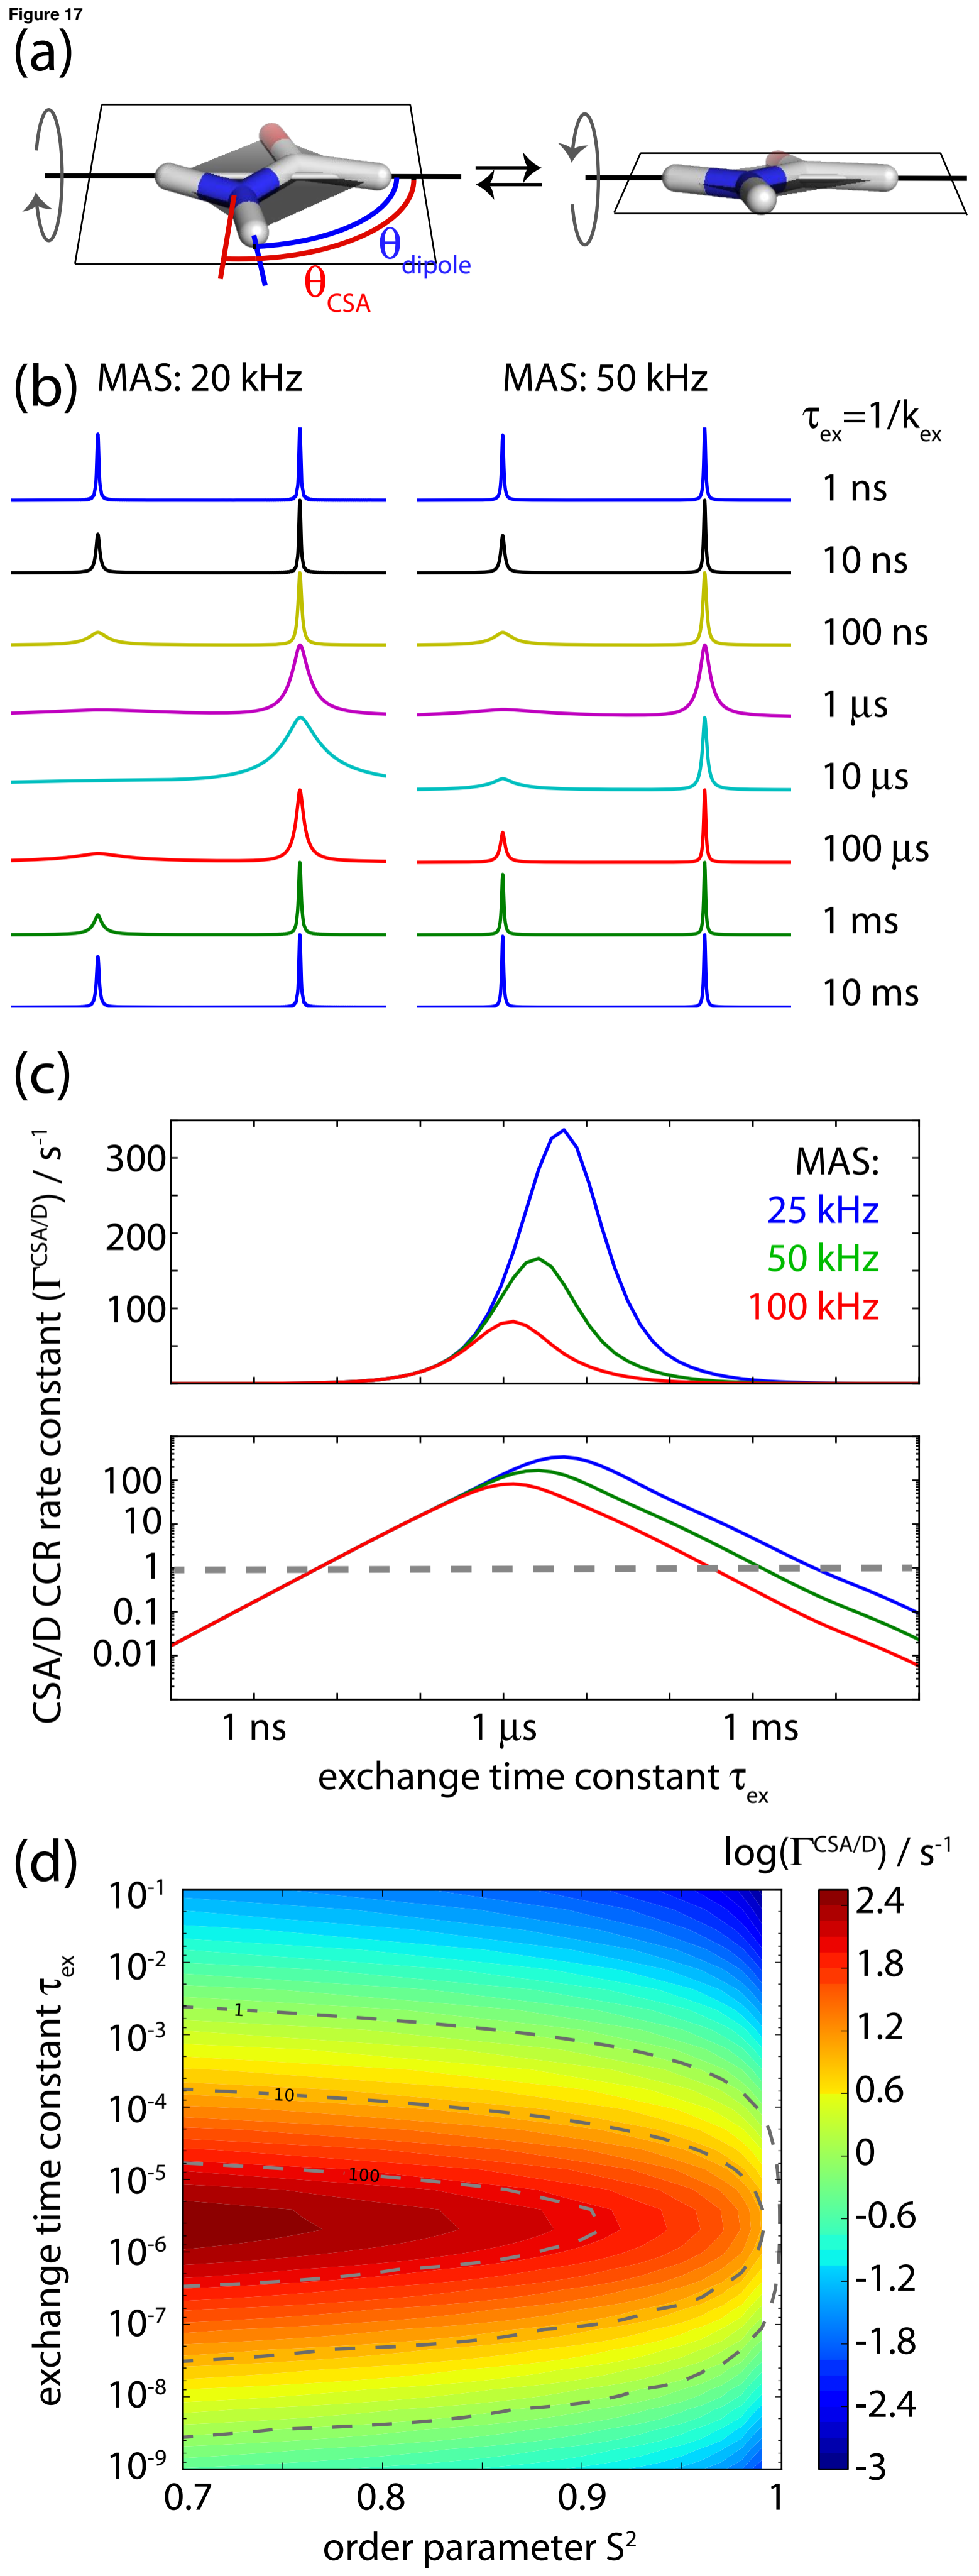 Figure 17
(a)
θdipole
θCSA
(b)
MAS: 20 kHz
MAS: 50 kHz
τex=1/kex
1 ns
10 ns
100 ns
1 µs
10 µs
100 µs
1 ms
10 ms
(c)
CSA/D CCR rate constant (Γ^CSA/D) / s^-1
300
200
100
MAS:
25 kHz
50 kHz
100 kHz
100
10
1
0.1
0.01
1 ns
1 µs
1 ms
exchange time constant τex
(d)
log(Γ^CSA/D) / s^-1
exchange time constant τex
10^-1
10^-2
10^-3
10^-4
10^-5
10^-6
10^-7
10^-8
10^-9
1
10
100
2.4
1.8
1.2
0.6
0
-0.6
-1.2
-1.8
-2.4
-3
0.7
0.8
0.9
1
order parameter S^2